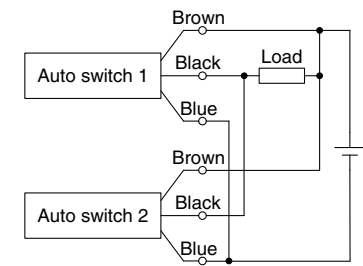 Brown
Auto switch 1
Black
Load
Blue
Brown
Auto switch 2
Black
Blue